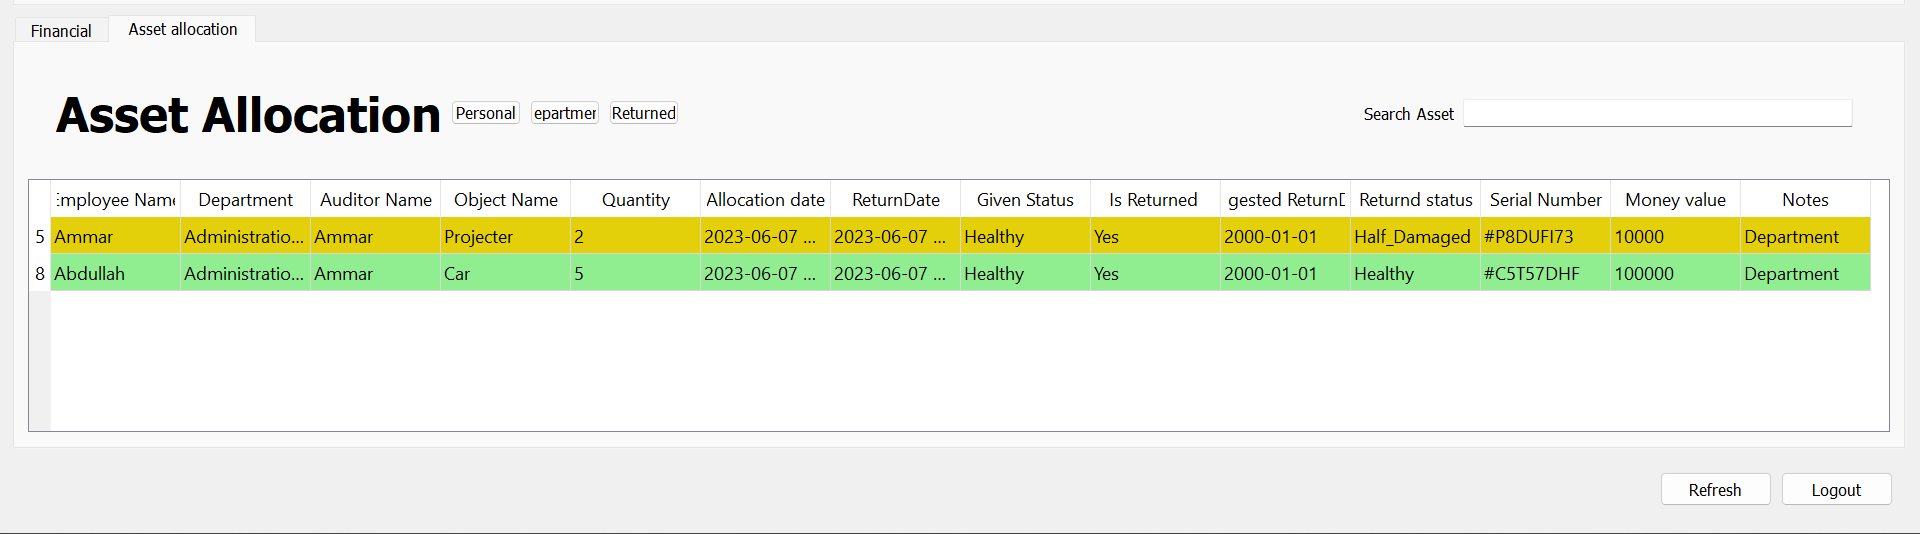 Financial Asset allocation
Asset Allocation Personal epartmer Returned Search Asset
Employee Name Department Auditor Name Object Name Quantity Allocation date ReturnDate Given Status Is Returned gested ReturnD Returnd status Serial Number Money value Notes
5 Ammar Administratio... Ammar Projecter 2 2023-06-07 ... 2023-06-07 ... Healthy Yes 2000-01-01 Half_Damaged #P8DUFI73 10000 Department
8 Abdullah Administratio... Ammar Car 5 2023-06-07 ... 2023-06-07 ... Healthy Yes 2000-01-01 Healthy #C5T57DHF 100000 Department
Refresh Logout